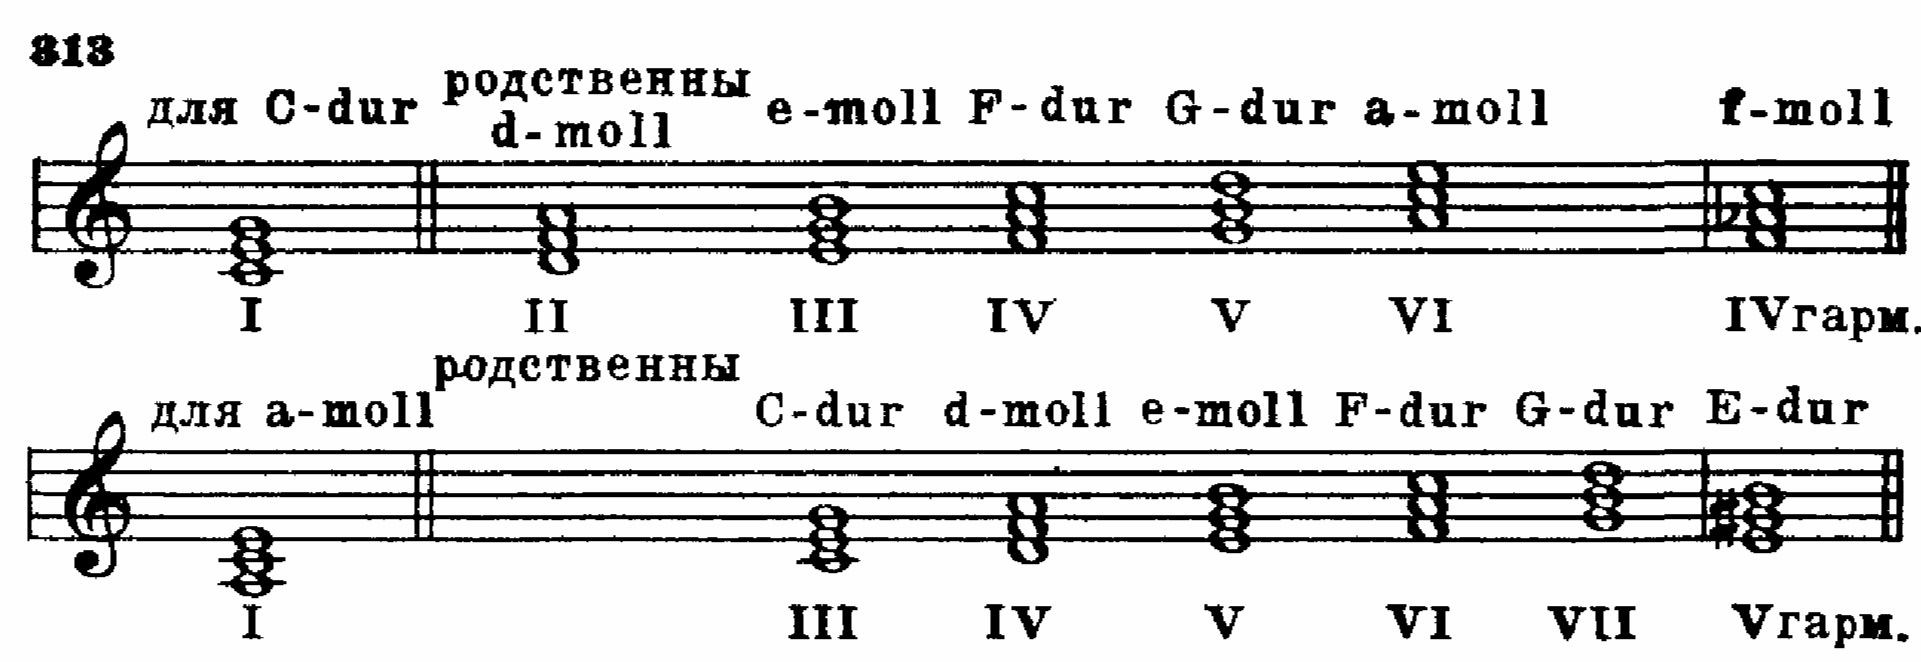 313
для C-dur родственны d-moll e-moll F-dur G-dur a-moll f-moll
I II III IV V VI IVгарм.
родственны
для a-moll C-dur d-moll e-moll F-dur G-dur E-dur
I III IV V VI VII Vгарм.